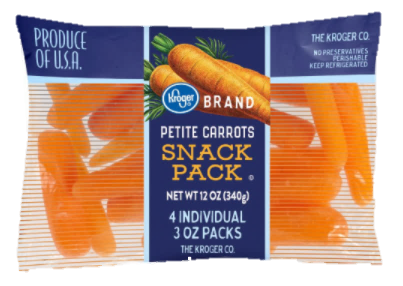 PRODUCE
OF U.S.A.
THE KROGER CO.
NO PRESERVATIVES
PERISHABLE
KEEP REFRIGERATED
Kroger BRAND
PETITE CARROTS
SNACK
PACK
NET WT 12 OZ (340g)
4 INDIVIDUAL
3 OZ PACKS
THE KROGER CO.